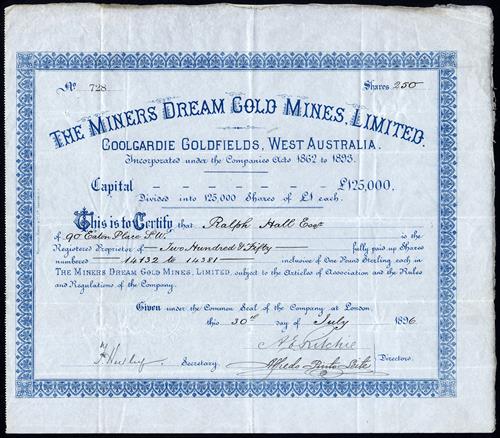 No. 728
Shares 250
THE MINERS DREAM GOLD MINES, LIMITED.
COOLGARDIE GOLDFIELDS, WEST AUSTRALIA.
Incorporated under the Companies Acts 1862 to 1893.
Capital – – – – – – – £125,000,
Divided into 125,000 Shares of £1 each.
This is to Certify that Ralph Hall Esqr
of 90 Eaton Place S.W. is the
Registered Proprietor of Two Hundred & Fifty fully paid up Shares
numbered 14132 to 14381 inclusive of One Pound Sterling each in
THE MINERS DREAM GOLD MINES, LIMITED, subject to the Articles of Association and the Rules
and Regulations of the Company.
Given under the Common Seal of the Company at London,
this 30th day of July 1896
A E Ritchie
Secretary.
Directors.
Alfredo Pinto Leite